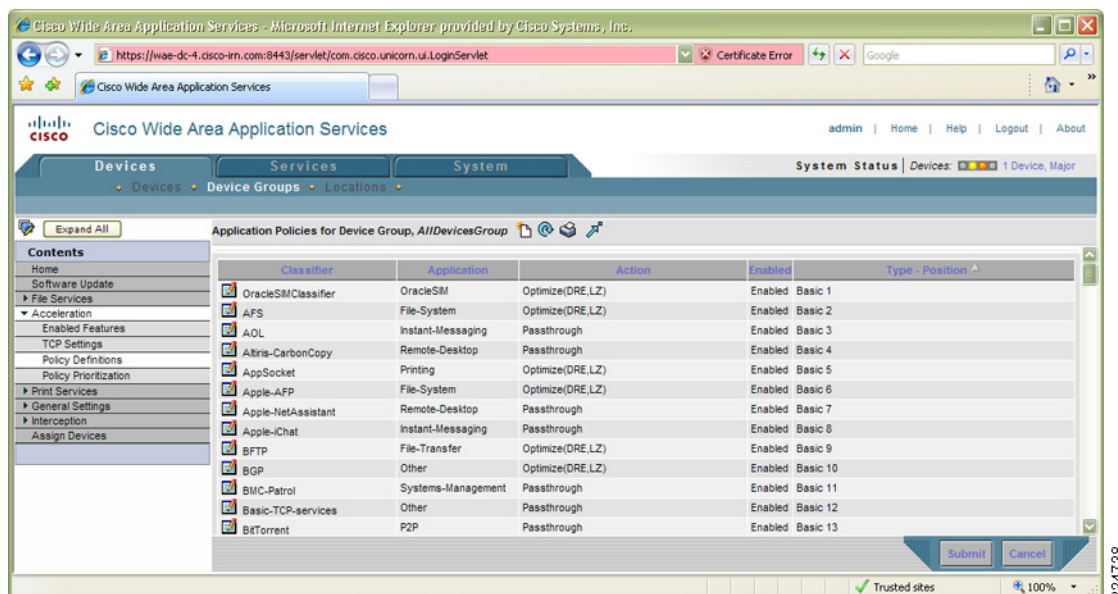 Cisco Wide Area Application Services - Microsoft Internet Explorer provided by Cisco Systems, Inc.
https://wae-dc-4.cisco-irn.com:8443/servlet/com.cisco.unicorn.ui.LoginServlet Certificate Error Google
Cisco Wide Area Application Services
CISCO Cisco Wide Area Application Services admin | Home | Help | Logout | About
Devices Services System System Status | Devices: 1 Device, Major
Devices Device Groups Locations
Expand All Application Policies for Device Group, AllDevicesGroup
Contents
Home
Software Update
File Services
Acceleration
Enabled Features
TCP Settings
Policy Definitions
Policy Prioritization
Print Services
General Settings
Interception
Assign Devices
Classifier Application Action Enabled Type - Position
OracleSIMClassifier OracleSIM Optimize(DRE,LZ) Enabled Basic 1
AFS File-System Optimize(DRE,LZ) Enabled Basic 2
AOL Instant-Messaging Passthrough Enabled Basic 3
Altiris-CarbonCopy Remote-Desktop Passthrough Enabled Basic 4
AppSocket Printing Optimize(DRE,LZ) Enabled Basic 5
Apple-AFP File-System Optimize(DRE,LZ) Enabled Basic 6
Apple-NetAssistant Remote-Desktop Passthrough Enabled Basic 7
Apple-iChat Instant-Messaging Passthrough Enabled Basic 8
BFTP File-Transfer Optimize(DRE,LZ) Enabled Basic 9
BGP Other Optimize(DRE,LZ) Enabled Basic 10
BMC-Patrol Systems-Management Passthrough Enabled Basic 11
Basic-TCP-services Other Passthrough Enabled Basic 12
BitTorrent P2P Passthrough Enabled Basic 13
Submit Cancel
Trusted sites 100%